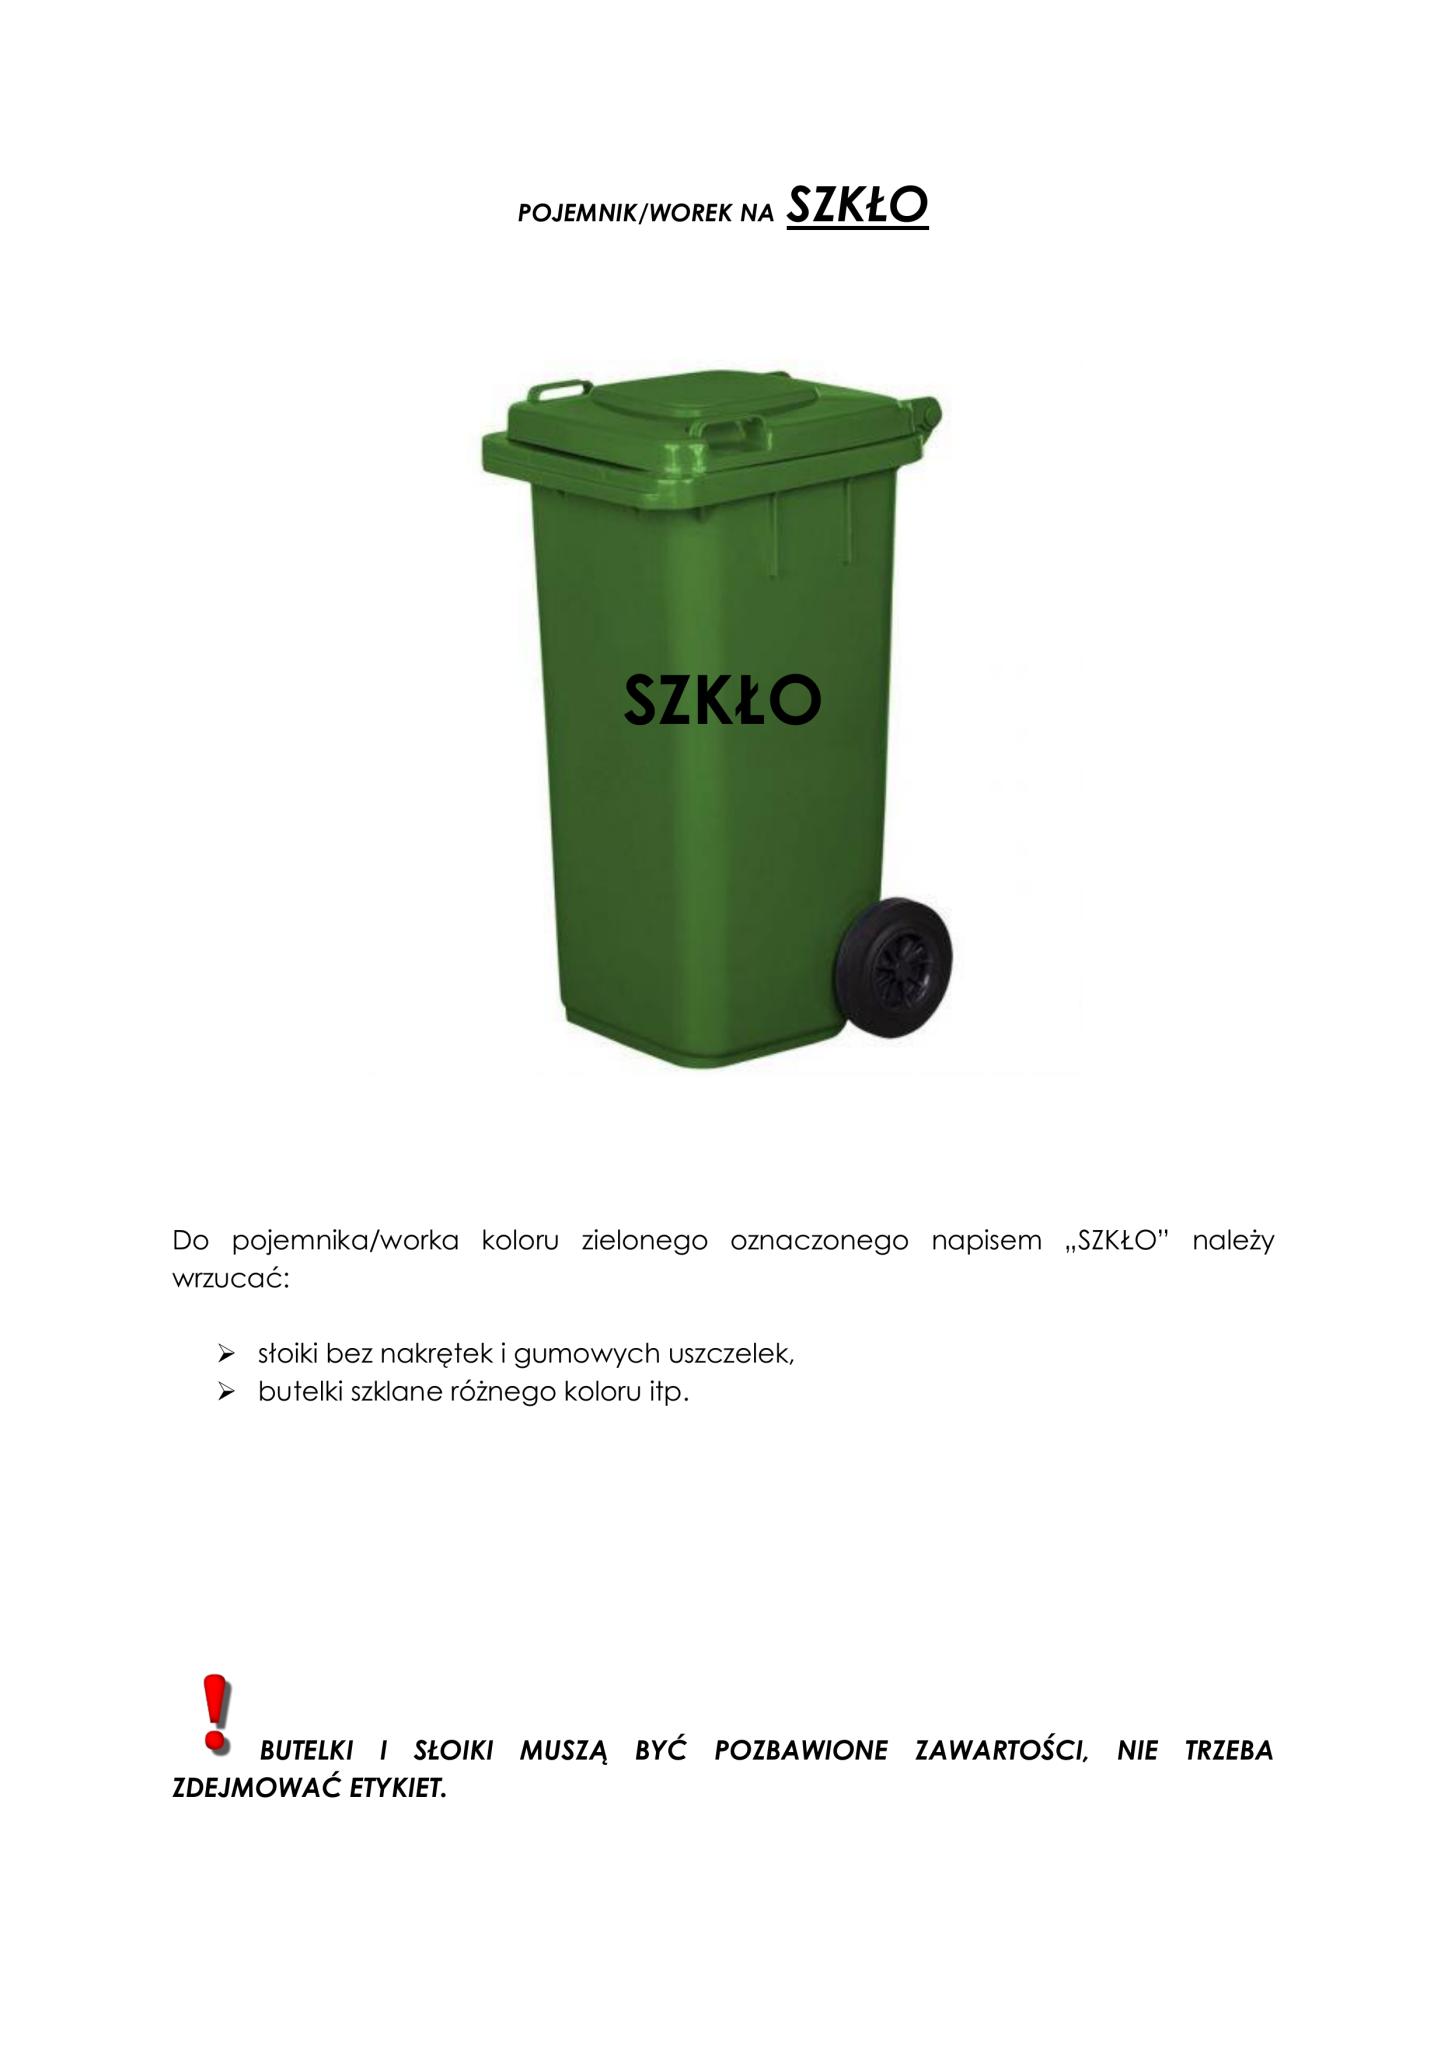 POJEMNIK/WOREK NA SZKŁO
SZKŁO
Do pojemnika/worka koloru zielonego oznaczonego napisem „SZKŁO” należy
wrzucać:
➢ słoiki bez nakrętek i gumowych uszczelek,
➢ butelki szklane różnego koloru itp.
BUTELKI I SŁOIKI MUSZĄ BYĆ POZBAWIONE ZAWARTOŚCI, NIE TRZEBA
ZDEJMOWAĆ ETYKIET.